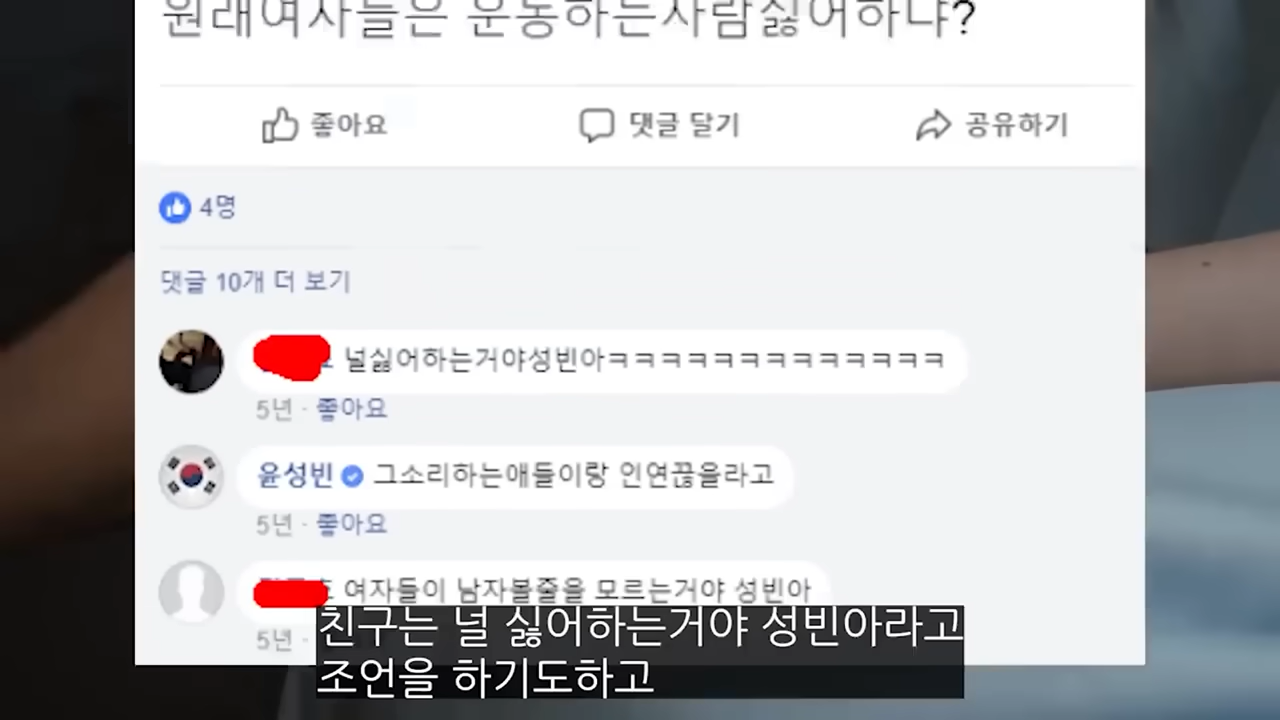 원래여자들은 운동하는사람싫어하냐?
좋아요 댓글 달기 공유하기
4명
댓글 10개 더 보기
널싫어하는거야성빈아ㅋㅋㅋㅋㅋㅋㅋㅋㅋㅋㅋㅋㅋ
5년 · 좋아요
윤성빈 그소리하는애들이랑 인연끊을라고
5년 · 좋아요
여자들이 남자볼줄을 모르는거야 성빈아
5년 ·
친구는 널 싫어하는거야 성빈아라고
조언을 하기도하고